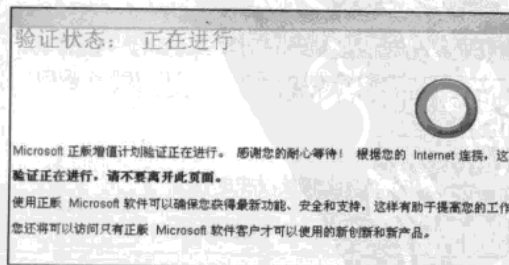 验证状态： 正在进行
Microsoft 正版增值计划验证正在进行。 感谢您的耐心等待！ 根据您的 Internet 连接，这
验证正在进行，请不要离开此页面。
使用正版 Microsoft 软件可以确保您获得最新功能、安全和支持，这样有助于提高您的工作
您还将可以访问只有正版 Microsoft 软件客户才可以使用的新创新和新产品。